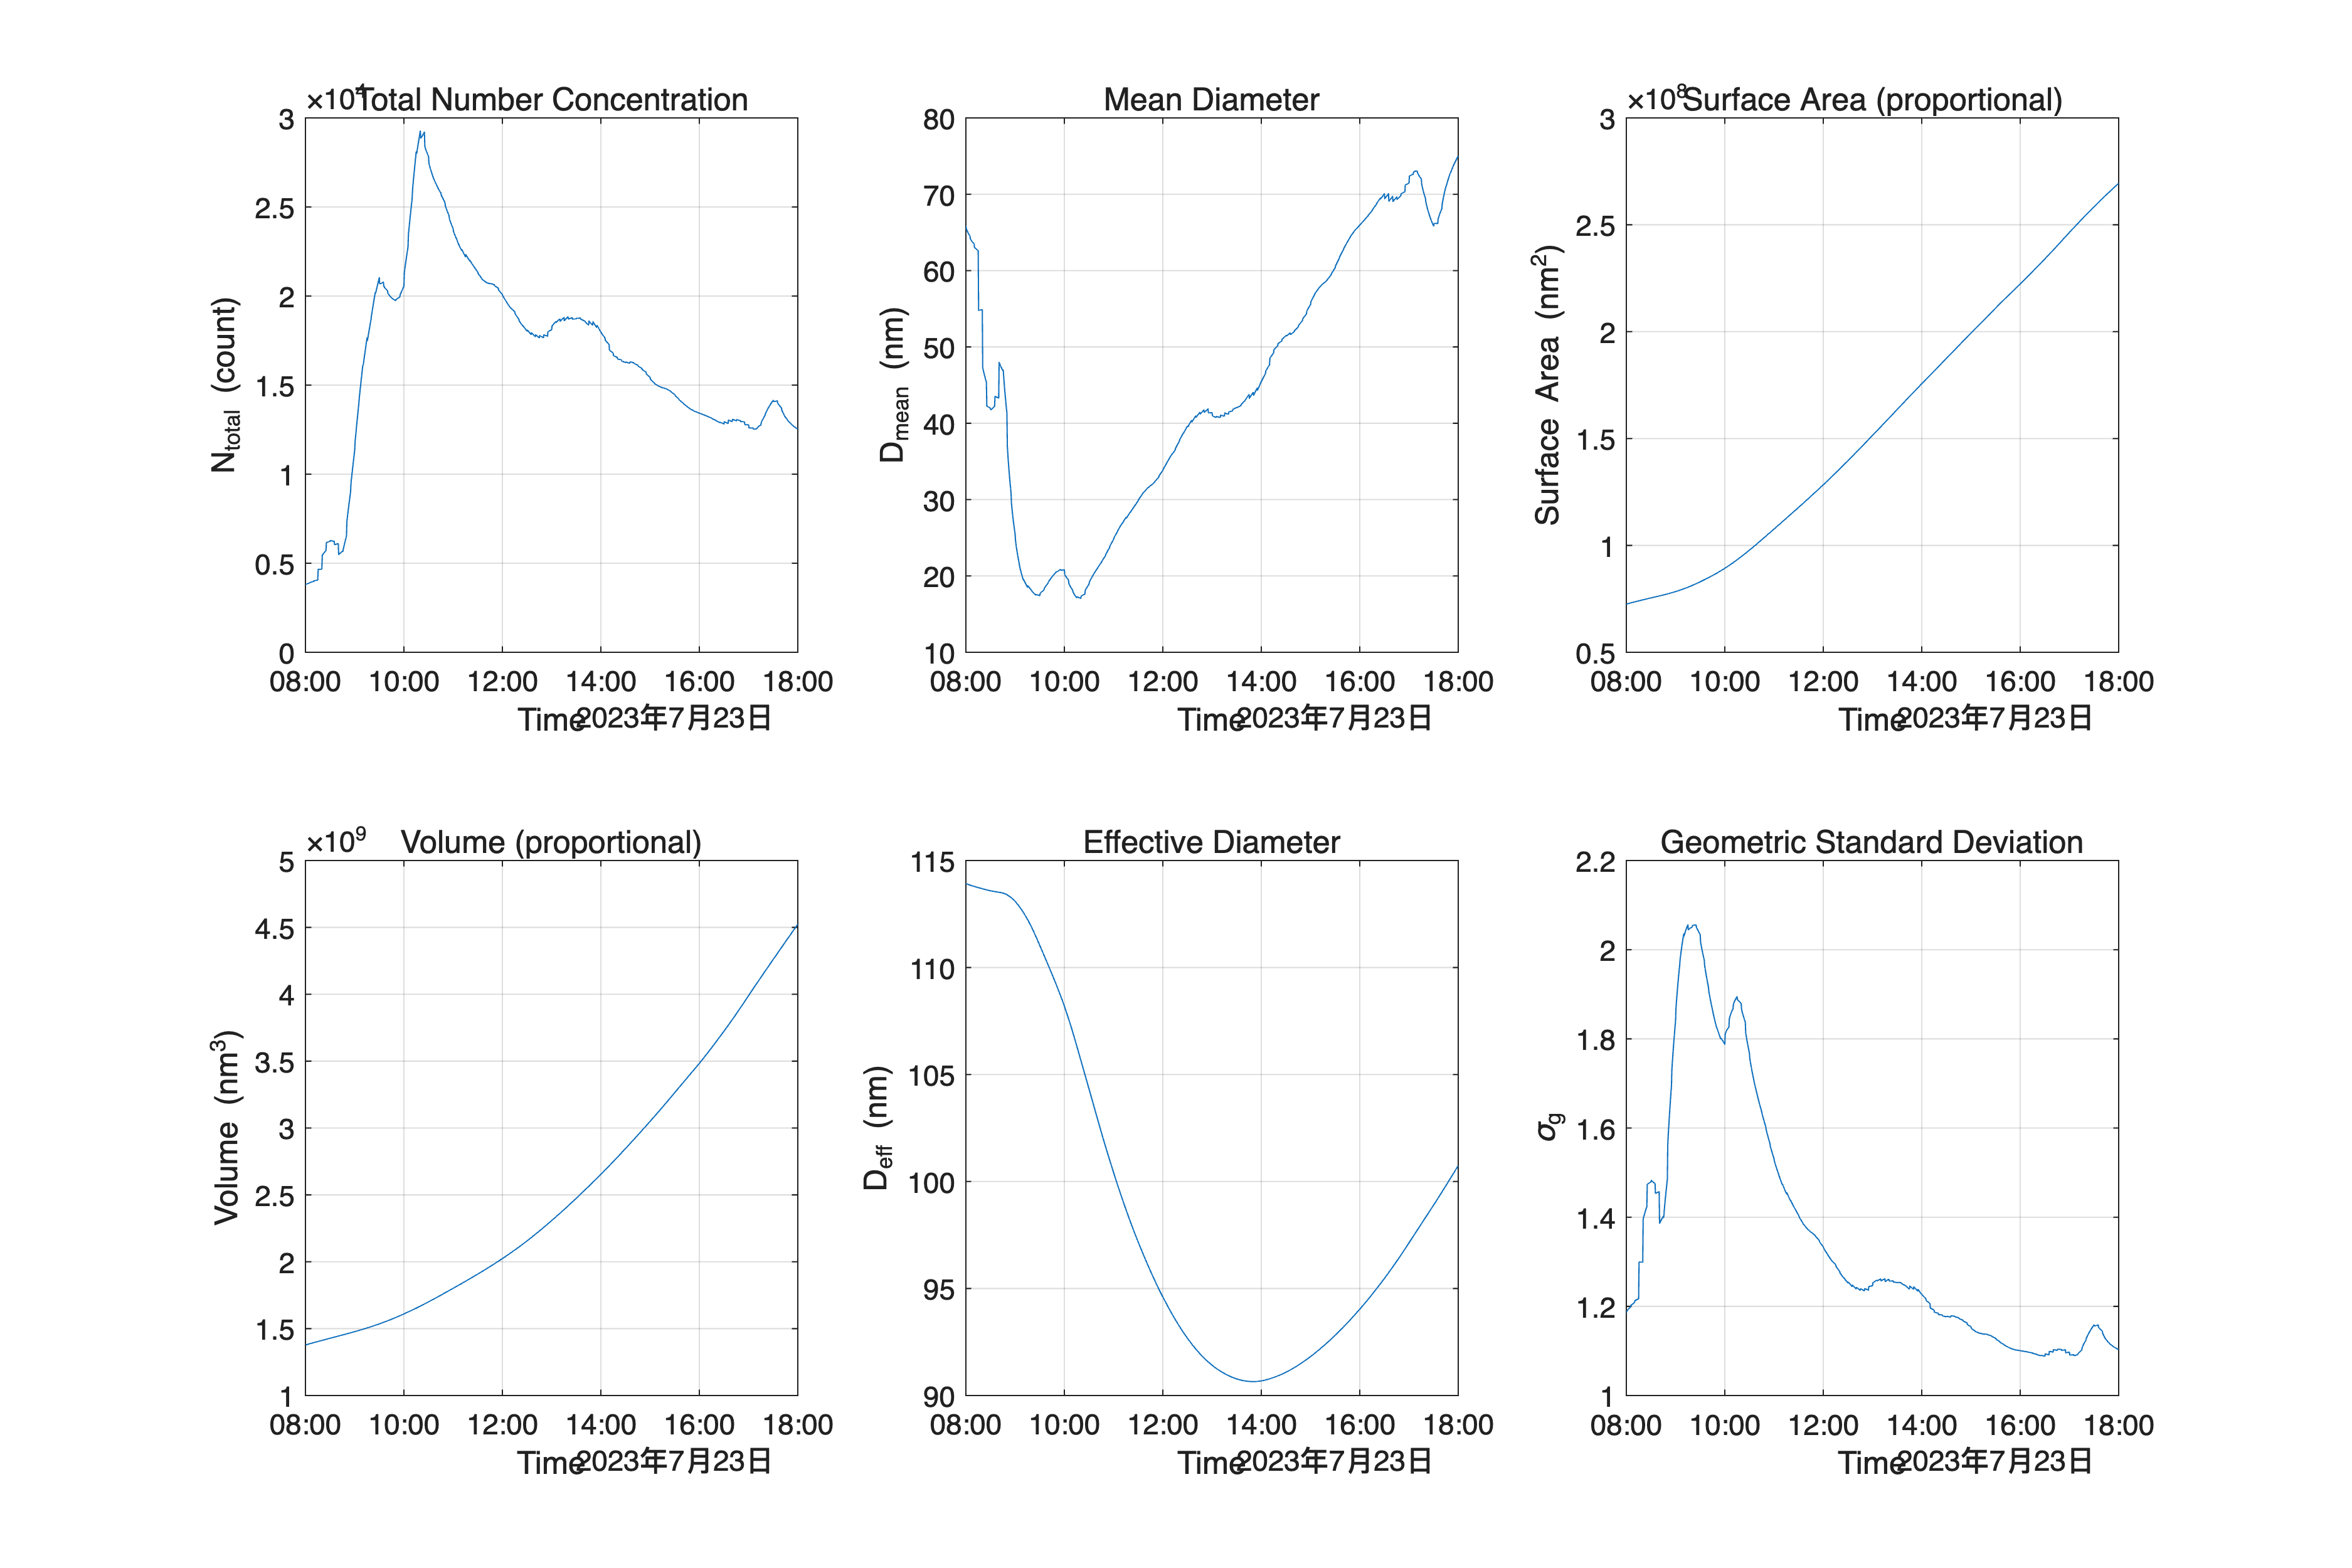 ×10⁴ Total Number Concentration
N_total (count)
3
2.5
2
1.5
1
0.5
0
08:00 10:00 12:00 14:00 16:00 18:00
Time 2023年7月23日
Mean Diameter
D_mean (nm)
80
70
60
50
40
30
20
10
08:00 10:00 12:00 14:00 16:00 18:00
Time 2023年7月23日
×10⁸ Surface Area (proportional)
Surface Area (nm²)
3
2.5
2
1.5
1
0.5
08:00 10:00 12:00 14:00 16:00 18:00
Time 2023年7月23日
×10⁹ Volume (proportional)
Volume (nm³)
5
4.5
4
3.5
3
2.5
2
1.5
1
08:00 10:00 12:00 14:00 16:00 18:00
Time 2023年7月23日
Effective Diameter
D_eff (nm)
115
110
105
100
95
90
08:00 10:00 12:00 14:00 16:00 18:00
Time 2023年7月23日
Geometric Standard Deviation
σ_g
2.2
2
1.8
1.6
1.4
1.2
1
08:00 10:00 12:00 14:00 16:00 18:00
Time 2023年7月23日